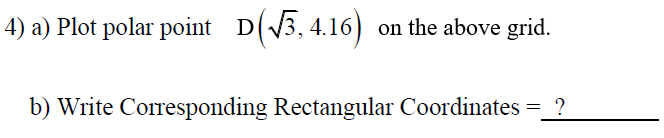 4) a) Plot polar point D(√3, 4.16) on the above grid.
b) Write Corresponding Rectangular Coordinates = ?